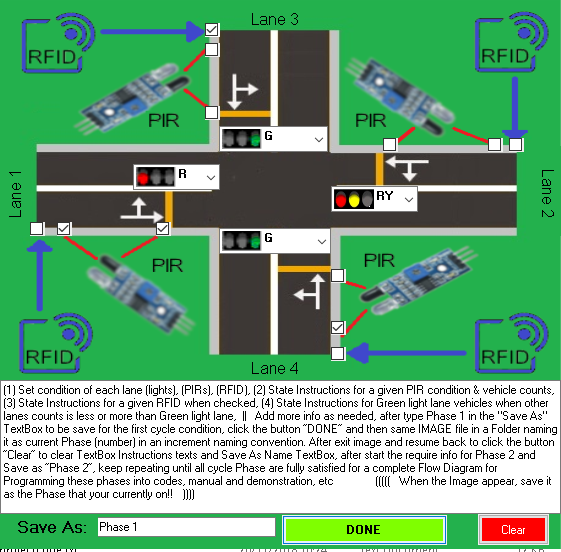 Lane 3
RFID
RFID
PIR
PIR
G
Lane 1
R
Lane 2
RY
G
PIR
PIR
RFID
RFID
Lane 4
(1) Set condition of each lane (lights), (PIRs), (RFID), (2) State Instructions for a given PIR condition & vehicle counts,
(3) State Instructions for a given RFID when checked, (4) State Instructions for Green light lane vehicles when other
lanes counts is less or more than Green light lane, || Add more info as needed, after type Phase 1 in the "Save As"
TextBox to be save for the first cycle condition, click the button "DONE" and then same IMAGE file in a Folder naming
it as current Phase (number) in an increment naming convention. After exit image and resume back to click the button
"Clear" to clear TextBox Instructions texts and Save As Name TextBox, after start the require info for Phase 2 and
Save as "Phase 2", keep repeating until all cycle Phase are fully satisfied for a complete Flow Diagram for
Programming these phases into codes, manual and demonstration, etc ((((( When the Image appear, save it
as the Phase that your currently on!! ))))
Save As: Phase 1 DONE Clear